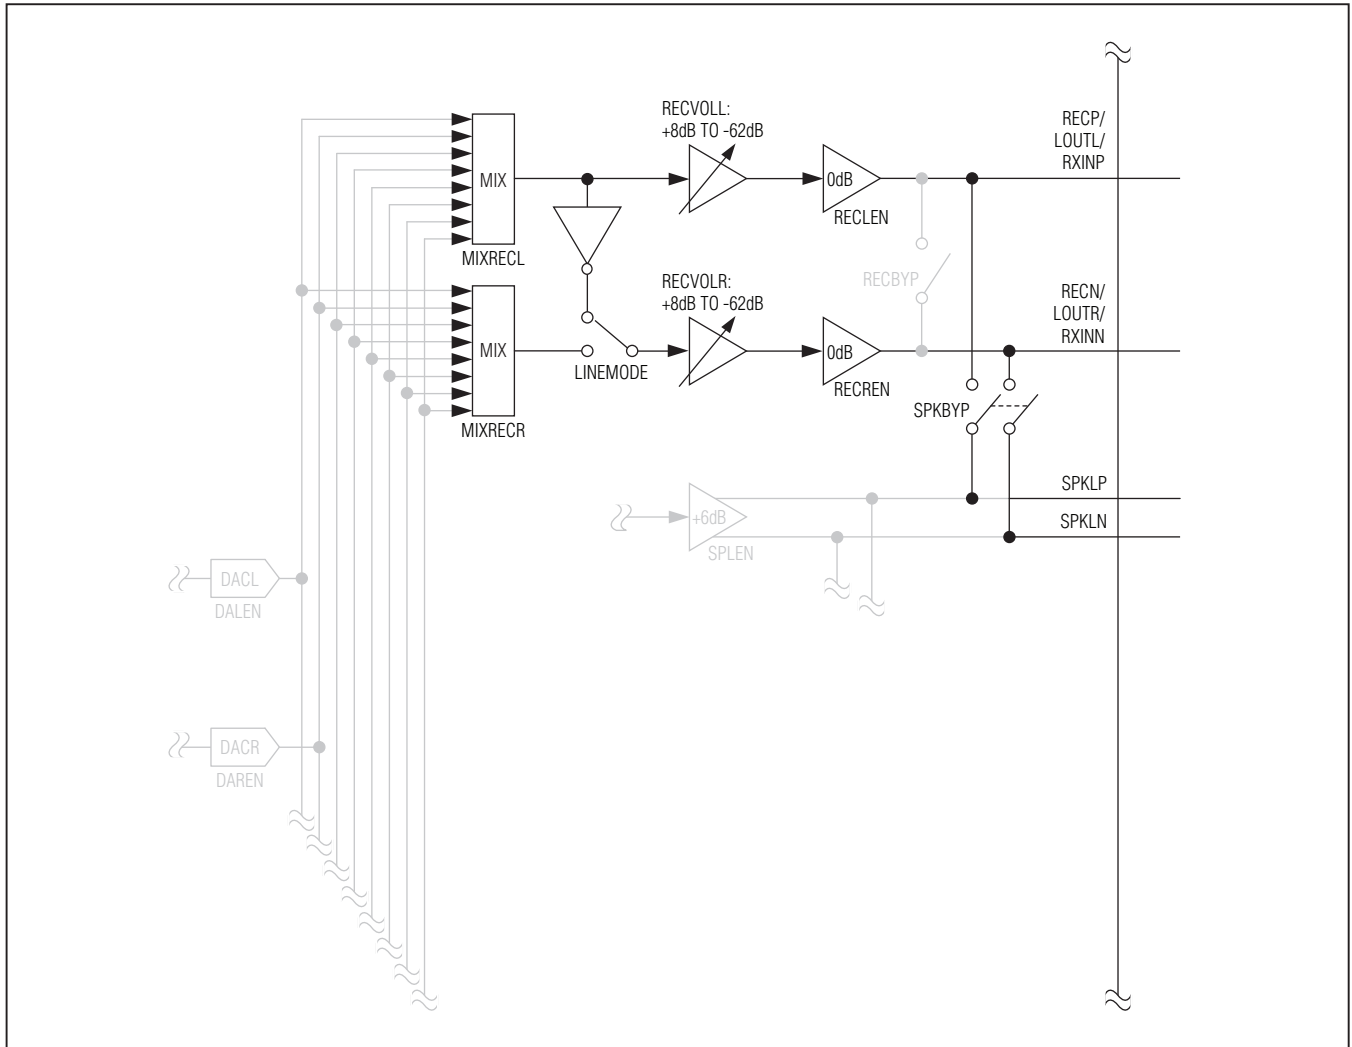 RECVOLL:
+8dB TO -62dB
RECP/
LOUTL/
RXINP
MIX
0dB
RECLEN
MIXRECL
RECVOLR:
+8dB TO -62dB
RECBYP
RECN/
LOUTR/
RXINN
MIX
0dB
LINEMODE
RECREN
SPKBYP
MIXRECR
SPKLP
+6dB
SPKLN
SPLEN
DACL
DALEN
DACR
DAREN